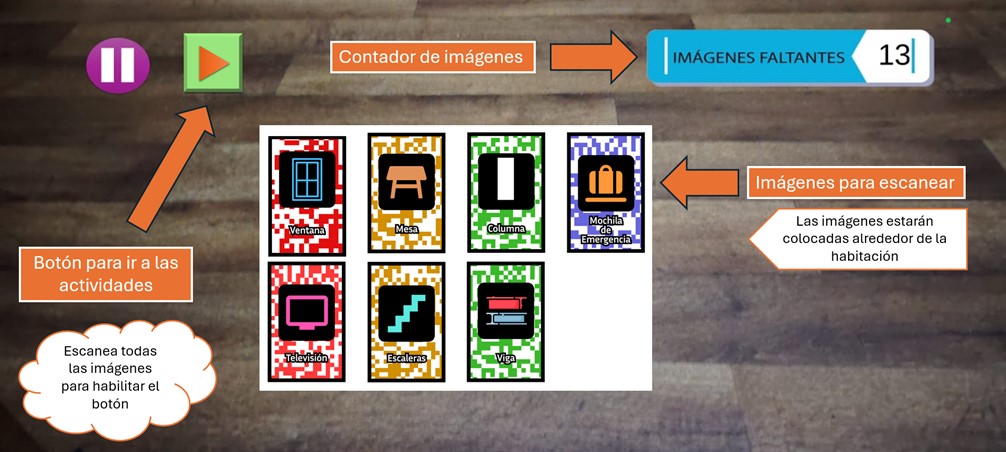 Contador de imágenes
IMÁGENES FALTANTES
13
Imágenes para escanear
Las imágenes estarán
colocadas alrededor de la
habitación
Ventana
Mesa
Columna
Mochila
de
Emergencia
Botón para ir a las
actividades
Televisión
Escaleras
Viga
Escanea todas
las imágenes
para habilitar el
botón